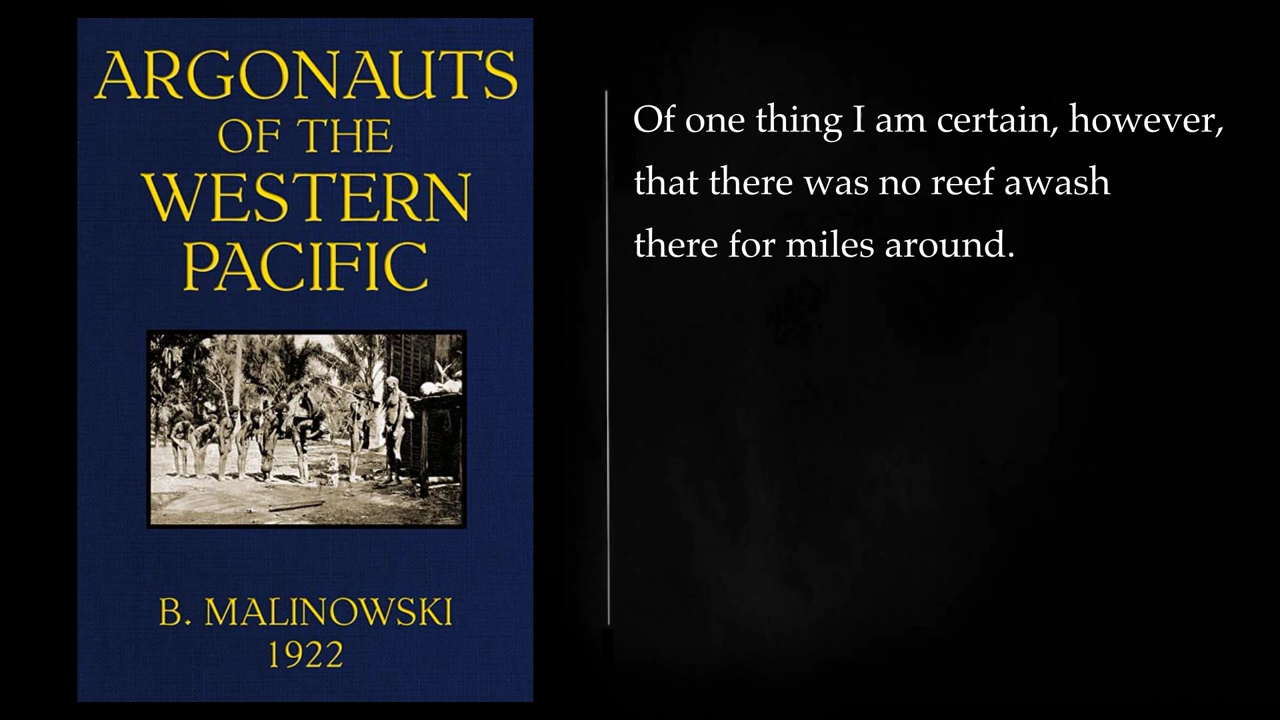 ARGONAUTS
OF THE
WESTERN
PACIFIC
B. MALINOWSKI
1922
Of one thing I am certain, however,
that there was no reef awash
there for miles around.